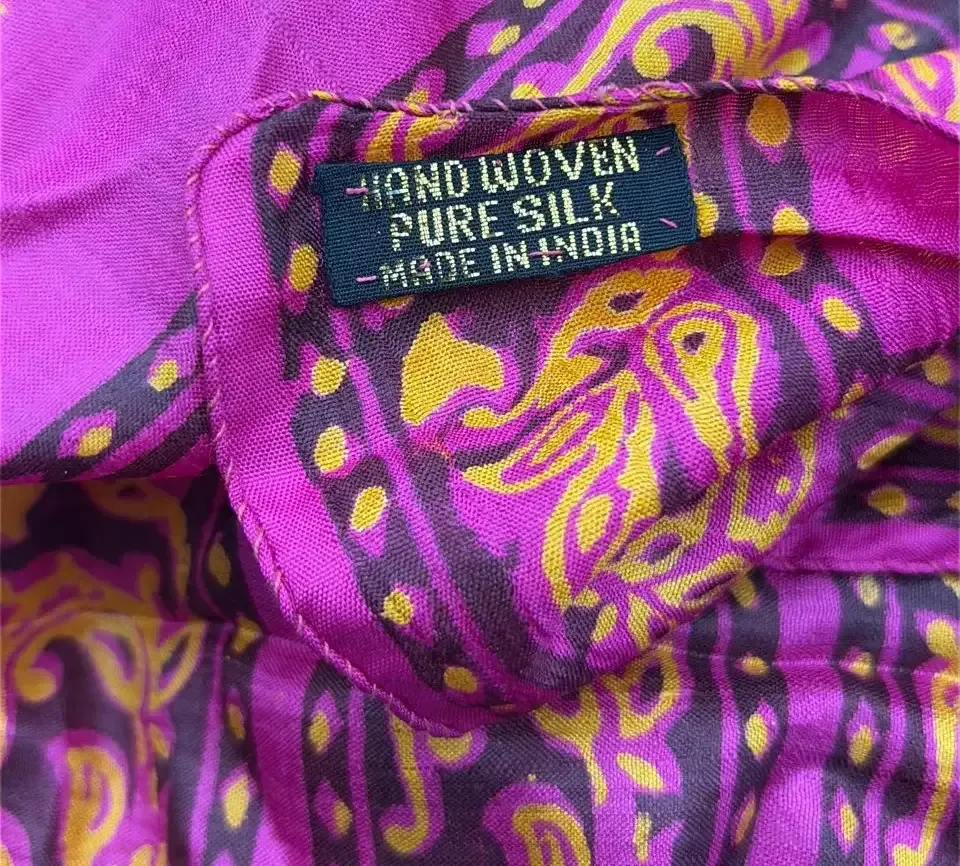 HAND WOVEN
PURE SILK
MADE IN INDIA